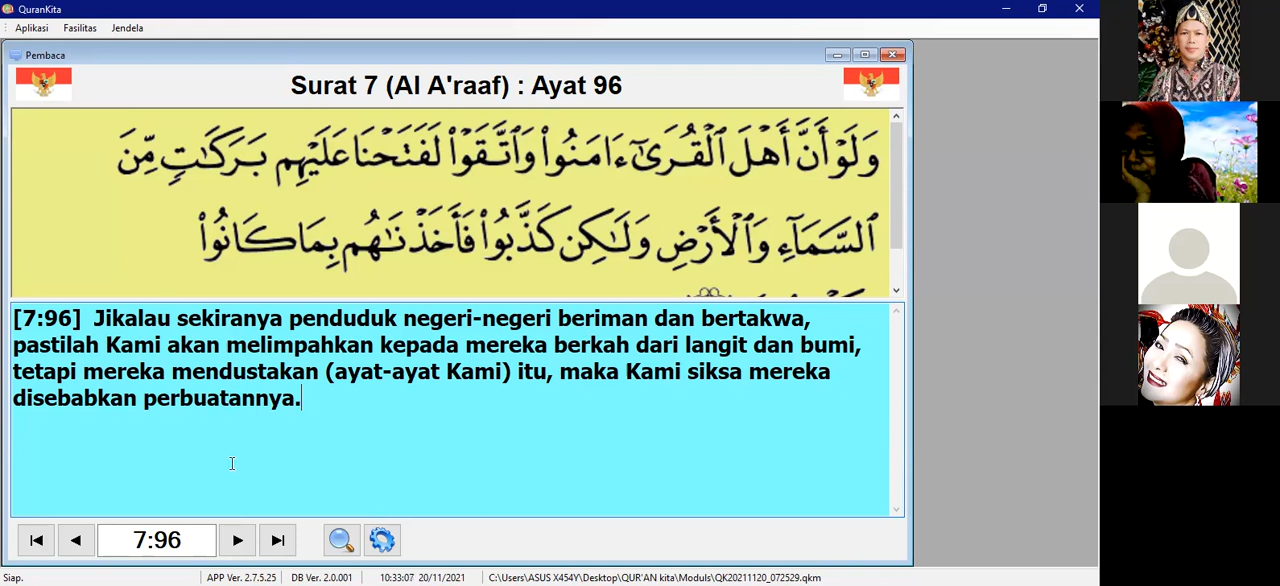 QuranKita
Aplikasi Fasilitas Jendela
Pembaca
Surat 7 (Al A'raaf) : Ayat 96
وَلَوْ أَنَّ أَهْلَ ٱلْقُرَىٰٓ ءَامَنُوا۟ وَٱتَّقَوْا۟ لَفَتَحْنَا عَلَيْهِم بَرَكَٰتٍ مِّنَ
ٱلسَّمَآءِ وَٱلْأَرْضِ وَلَٰكِن كَذَّبُوا۟ فَأَخَذْنَٰهُم بِمَا كَانُوا۟
[7:96] Jikalau sekiranya penduduk negeri-negeri beriman dan bertakwa,
pastilah Kami akan melimpahkan kepada mereka berkah dari langit dan bumi,
tetapi mereka mendustakan (ayat-ayat Kami) itu, maka Kami siksa mereka
disebabkan perbuatannya.
7:96
Siap. APP Ver. 2.7.5.25 DB Ver. 2.0.001 10:33:07 20/11/2021 C:\Users\ASUS X454Y\Desktop\QUR'AN kita\Moduls\QK20211120_072529.qkm